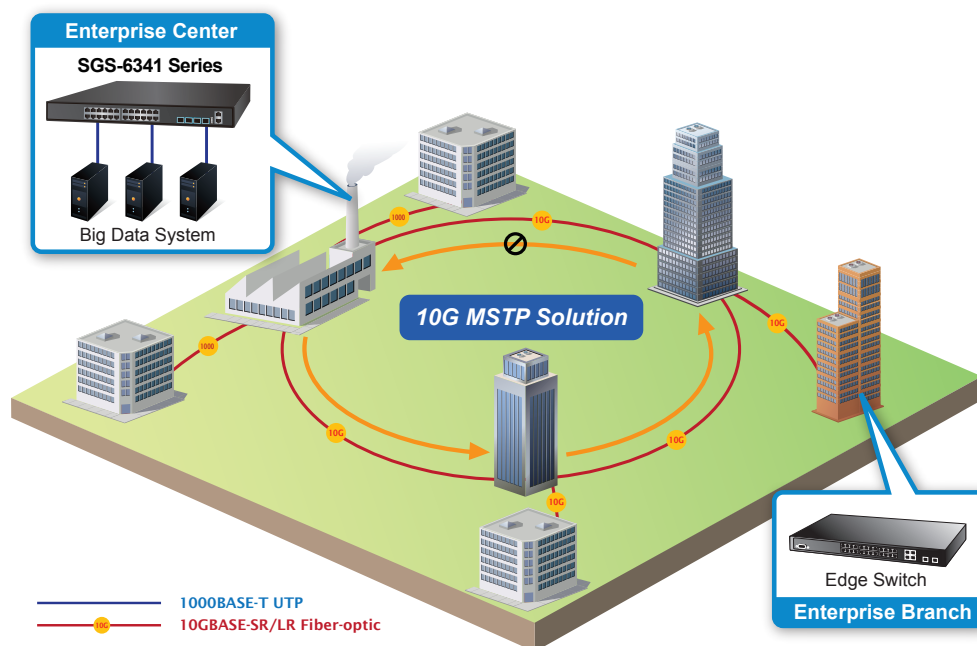 Enterprise Center
SGS-6341 Series
Big Data System
1000
10G
10G MSTP Solution
10G
1000
10G
10G
10G
Edge Switch
Enterprise Branch
1000BASE-T UTP
10G
10GBASE-SR/LR Fiber-optic